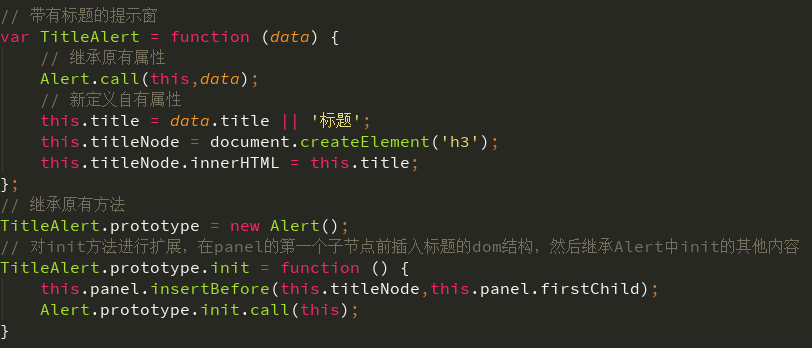 // 带有标题的提示窗
var TitleAlert = function (data) {
    // 继承原有属性
    Alert.call(this,data);
    // 新定义自有属性
    this.title = data.title || '标题';
    this.titleNode = document.createElement('h3');
    this.titleNode.innerHTML = this.title;
};
// 继承原有方法
TitleAlert.prototype = new Alert();
// 对init方法进行扩展，在panel的第一个子节点前插入标题的dom结构，然后继承Alert中init的其他内容
TitleAlert.prototype.init = function () {
    this.panel.insertBefore(this.titleNode,this.panel.firstChild);
    Alert.prototype.init.call(this);
}